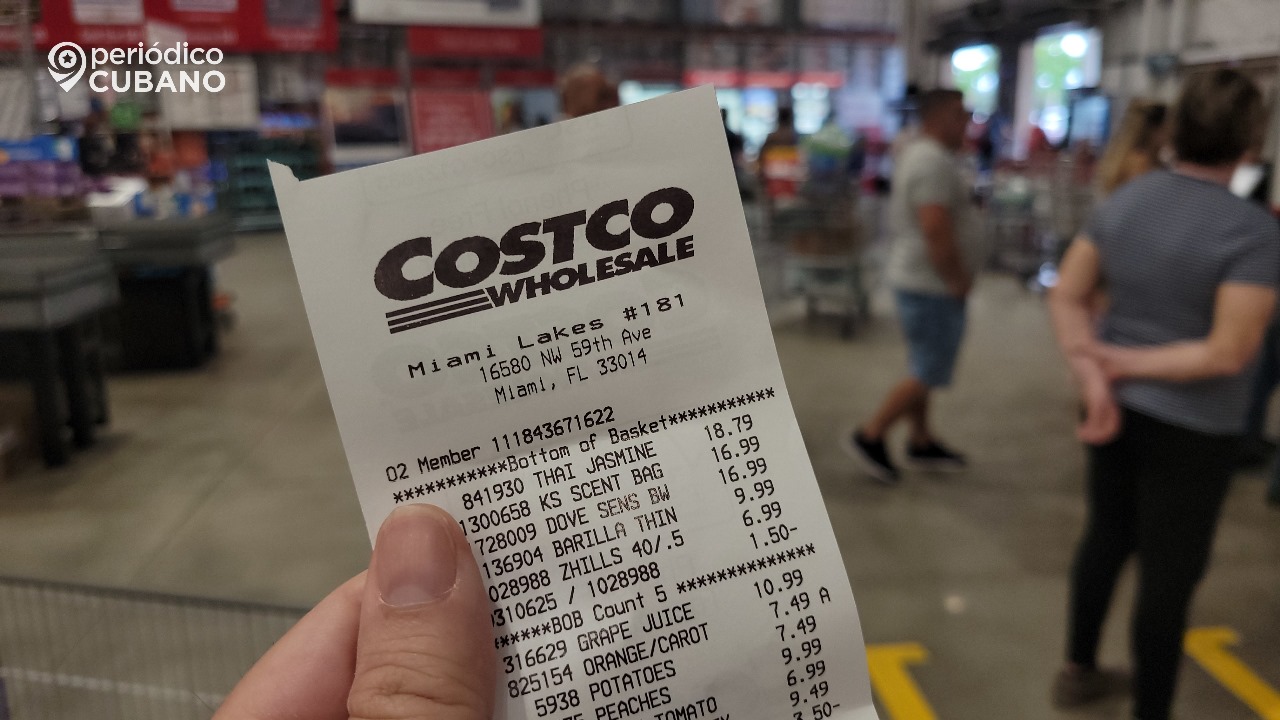 periódico
CUBANO
COSTCO
WHOLESALE
Miami Lakes #181
16580 NW 59th Ave
Miami, FL 33014
02 Member 111843671622
***********Bottom of Basket***********
841930 THAI JASMINE 18.79
1300658 KS SCENT BAG 16.99
728009 DOVE SENS BW 16.99
136904 BARILLA THIN 9.99
028988 ZHILLS 40/.5 6.99
310625 / 1028988 1.50-
******BOB Count 5 **************
316629 GRAPE JUICE 10.99
825154 ORANGE/CAROT 7.49 A
5938 POTATOES 7.49
PEACHES 9.99
TOMATO 6.99
9.49
3.50-